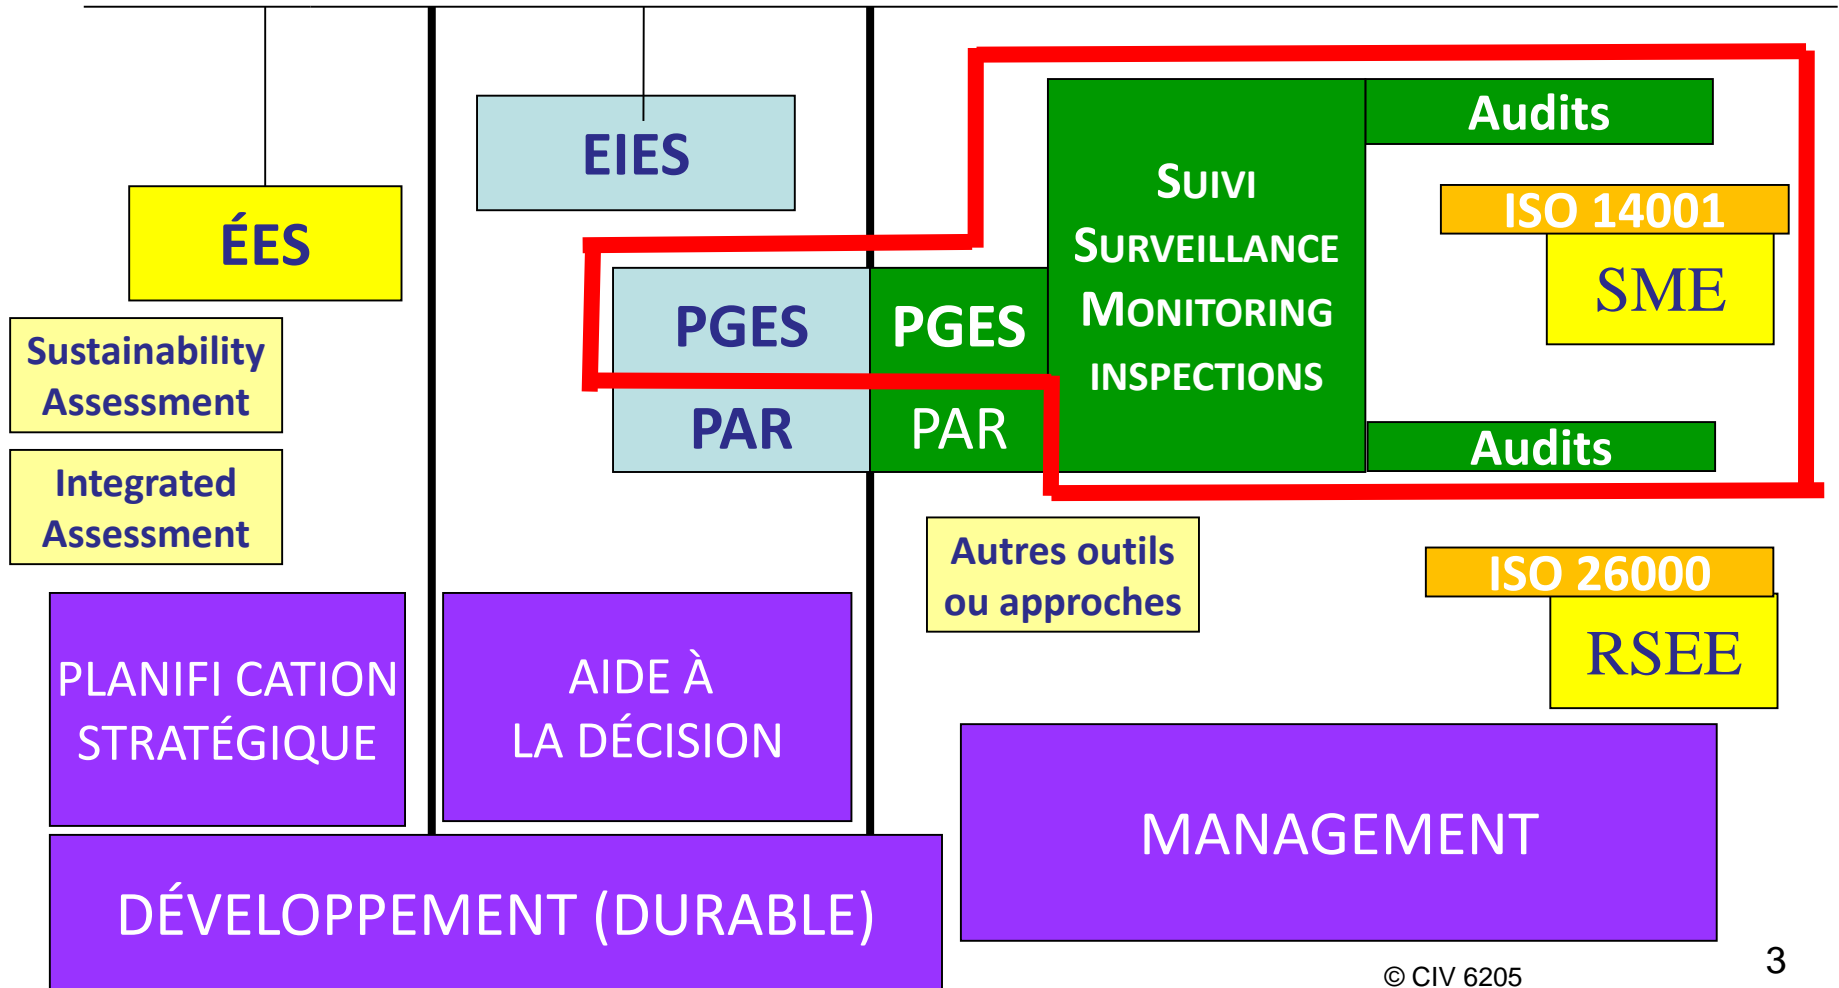 EIES
ÉES
Sustainability
Assessment
Integrated
Assessment
PGES
PAR
PGES
PAR
SUIVI
SURVEILLANCE
MONITORING
INSPECTIONS
Audits
ISO 14001
SME
Audits
Autres outils
ou approches
ISO 26000
RSEE
PLANIFI CATION
STRATÉGIQUE
AIDE À
LA DÉCISION
MANAGEMENT
DÉVELOPPEMENT (DURABLE)
© CIV 6205
3